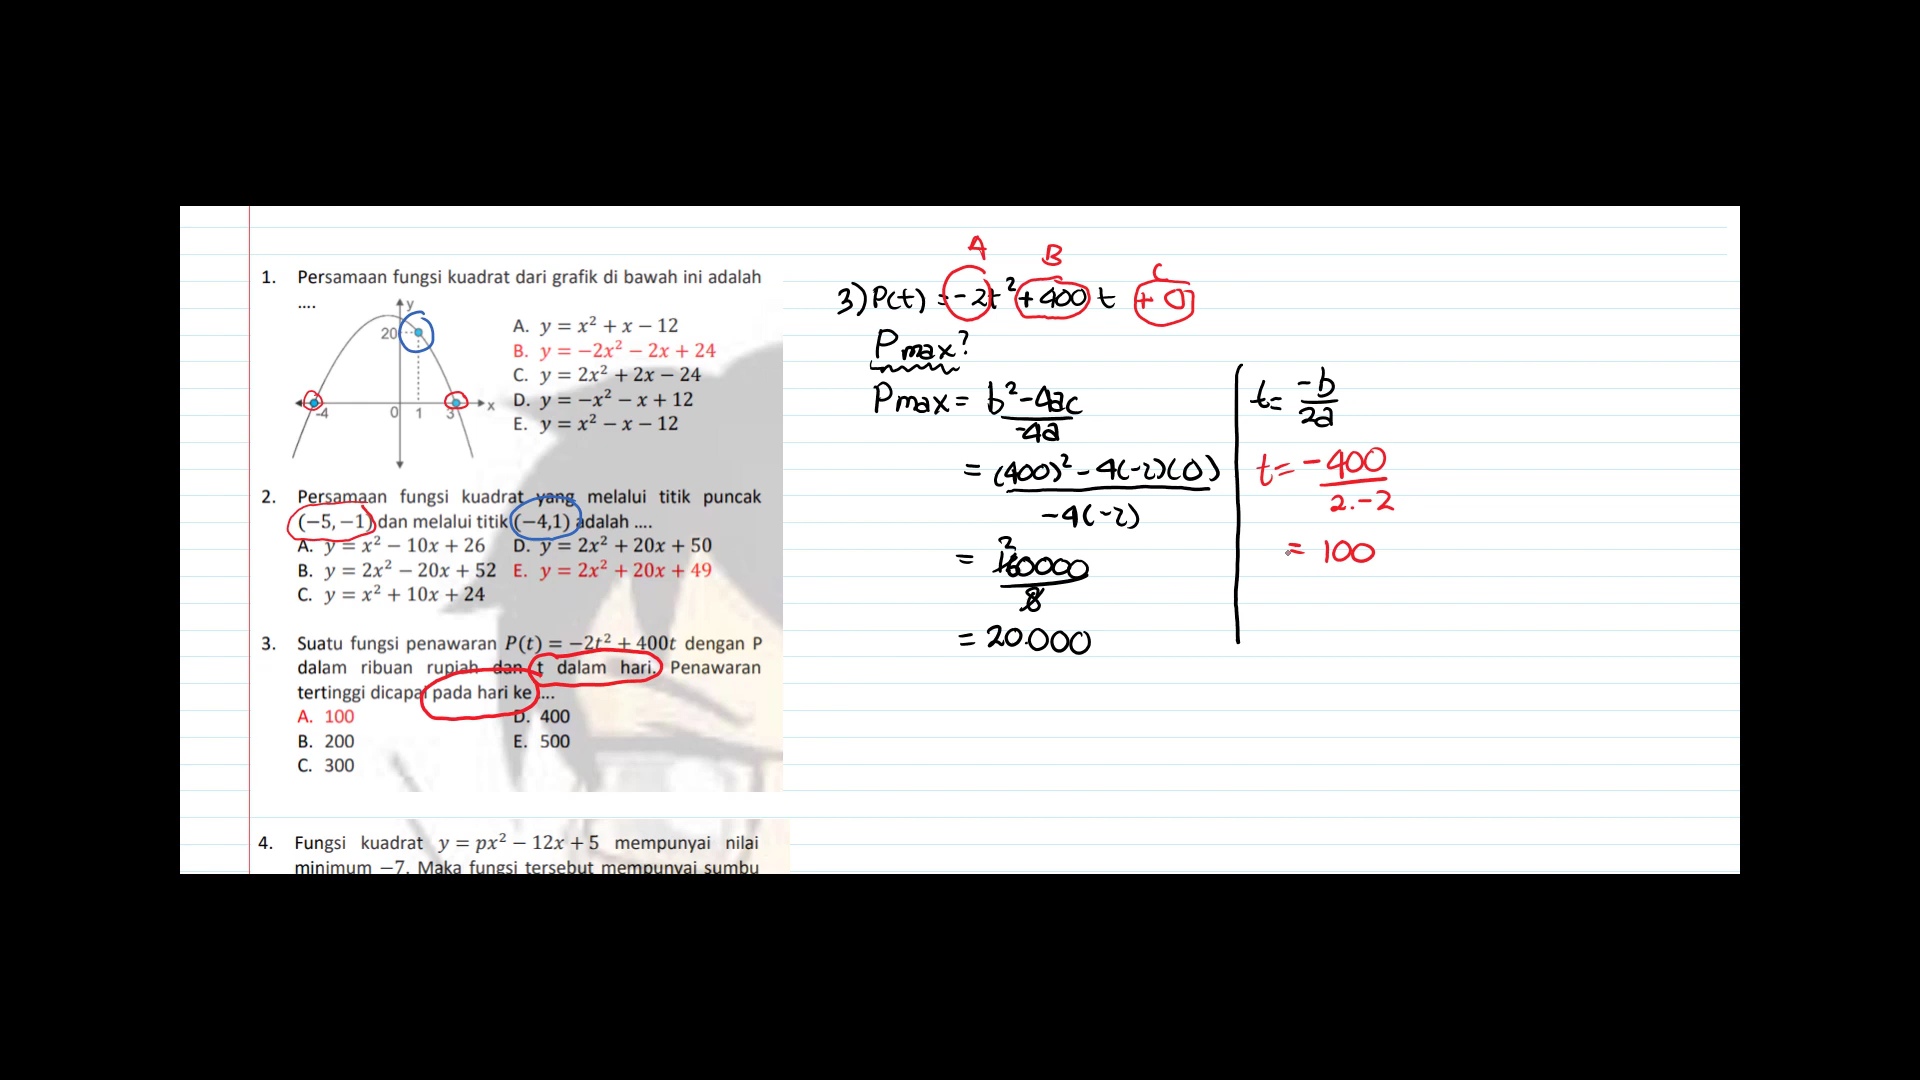 1. Persamaan fungsi kuadrat dari grafik di bawah ini adalah
....
y
20
-4 0 1 3 x
A. y = x² + x − 12
B. y = −2x² − 2x + 24
C. y = 2x² + 2x − 24
D. y = −x² − x + 12
E. y = x² − x − 12
2. Persamaan fungsi kuadrat yang melalui titik puncak
(−5, −1) dan melalui titik (−4,1) adalah ....
A. y = x² − 10x + 26 D. y = 2x² + 20x + 50
B. y = 2x² − 20x + 52 E. y = 2x² + 20x + 49
C. y = x² + 10x + 24
3. Suatu fungsi penawaran P(t) = −2t² + 400t dengan P
dalam ribuan rupiah dan t dalam hari. Penawaran
tertinggi dicapai pada hari ke ....
A. 100 D. 400
B. 200 E. 500
C. 300
4. Fungsi kuadrat y = px² − 12x + 5 mempunyai nilai
minimum −7. Maka fungsi tersebut mempunyai sumbu
A B C
3) P(t) = -2t² + 400 t + 0
Pmax?
Pmax = b² - 4ac
-4a
= (400)² - 4(-2)(0)
-4(-2)
2
= 160000
8
= 20.000
t = -b
2a
t = -400
2.-2
= 100